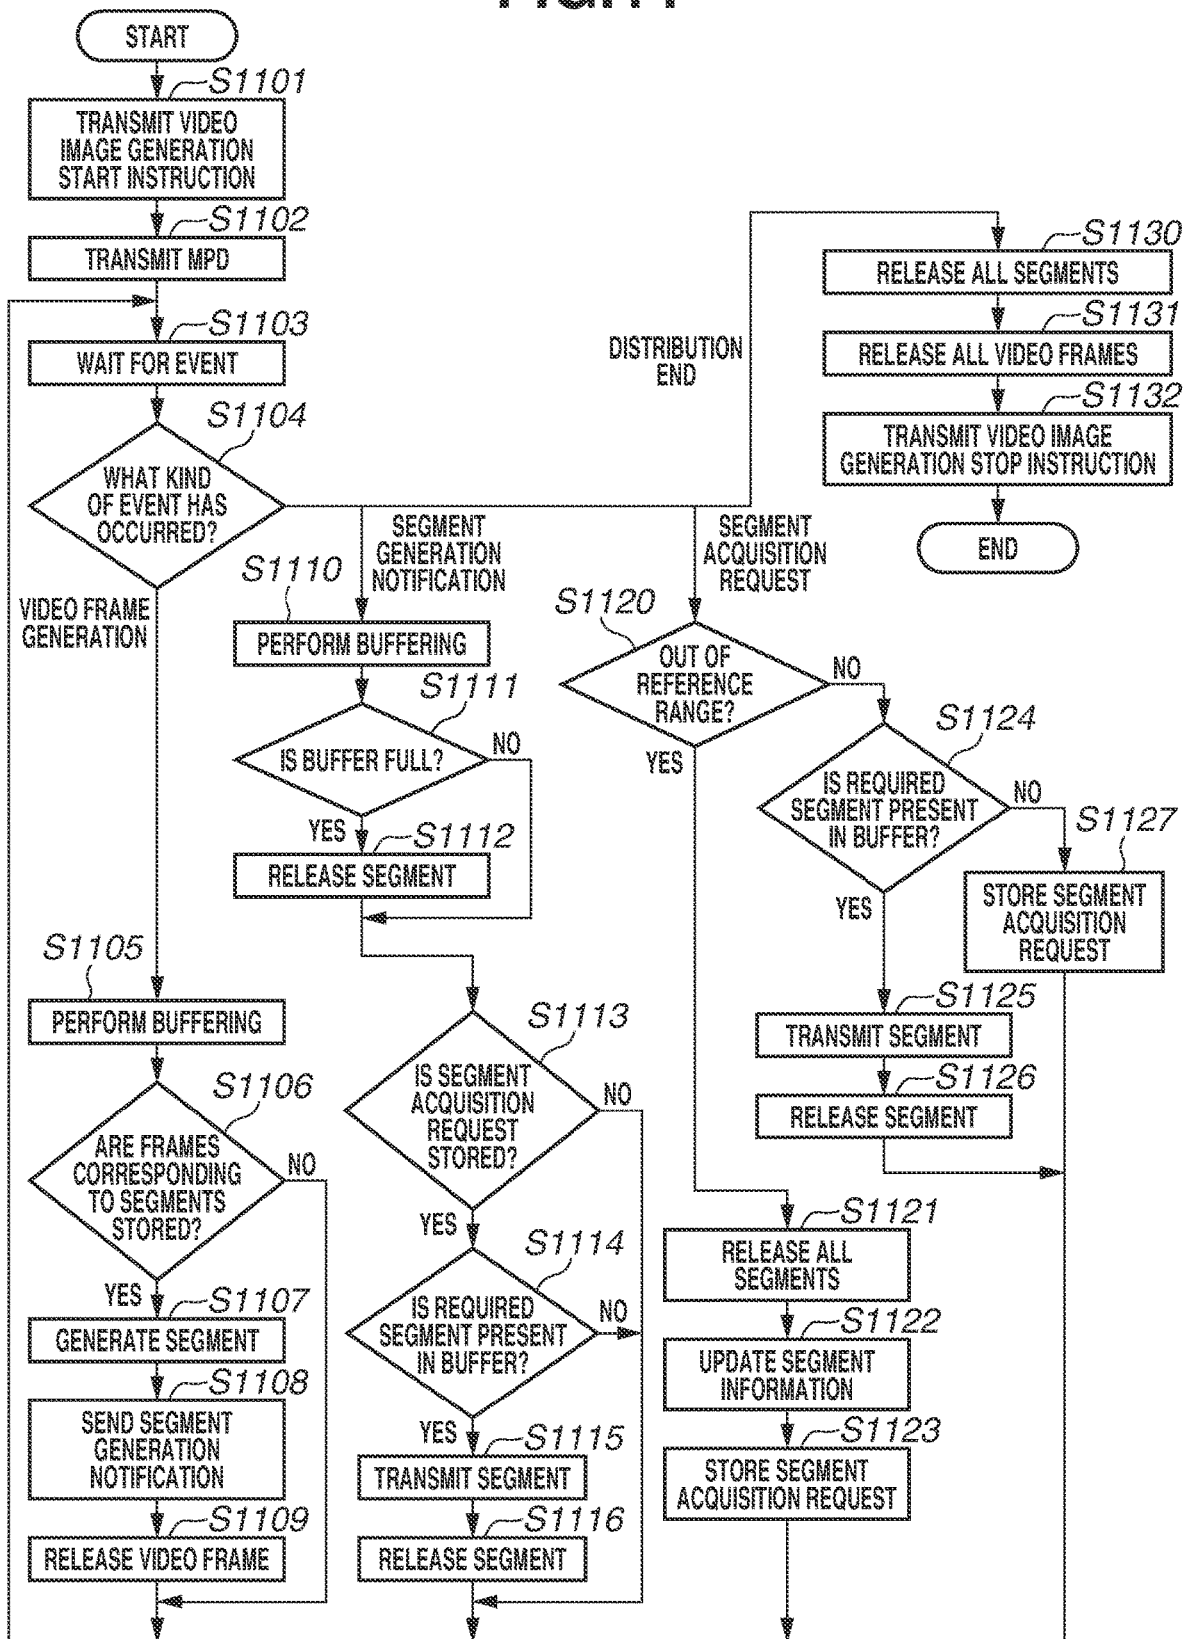 START
S1101
TRANSMIT VIDEO
IMAGE GENERATION
START INSTRUCTION
S1102
TRANSMIT MPD
S1103
WAIT FOR EVENT
S1104
WHAT KIND
OF EVENT HAS
OCCURRED?
VIDEO FRAME
GENERATION
S1105
PERFORM BUFFERING
S1106
ARE FRAMES
CORRESPONDING
TO SEGMENTS
STORED?
NO
YES
S1107
GENERATE SEGMENT
S1108
SEND SEGMENT
GENERATION
NOTIFICATION
S1109
RELEASE VIDEO FRAME
SEGMENT
GENERATION
NOTIFICATION
S1110
PERFORM BUFFERING
S1111
IS BUFFER FULL?
NO
YES
S1112
RELEASE SEGMENT
S1113
IS SEGMENT
ACQUISITION
REQUEST
STORED?
NO
YES
S1114
IS REQUIRED
SEGMENT PRESENT
IN BUFFER?
NO
YES
S1115
TRANSMIT SEGMENT
S1116
RELEASE SEGMENT
SEGMENT
ACQUISITION
REQUEST
S1120
OUT OF
REFERENCE
RANGE?
NO
YES
S1121
RELEASE ALL
SEGMENTS
S1122
UPDATE SEGMENT
INFORMATION
S1123
STORE SEGMENT
ACQUISITION REQUEST
S1124
IS REQUIRED
SEGMENT PRESENT
IN BUFFER?
NO
YES
S1125
TRANSMIT SEGMENT
S1126
RELEASE SEGMENT
S1127
STORE SEGMENT
ACQUISITION
REQUEST
DISTRIBUTION
END
S1130
RELEASE ALL SEGMENTS
S1131
RELEASE ALL VIDEO FRAMES
S1132
TRANSMIT VIDEO IMAGE
GENERATION STOP INSTRUCTION
END